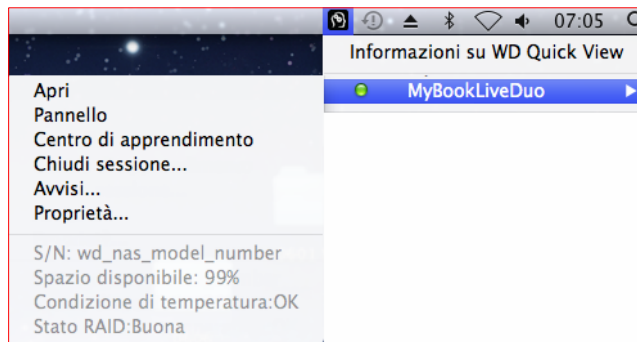 07:05
Informazioni su WD Quick View
MyBookLiveDuo
Apri
Pannello
Centro di apprendimento
Chiudi sessione...
Avvisi...
Proprietà...
S/N: wd_nas_model_number
Spazio disponibile: 99%
Condizione di temperatura:OK
Stato RAID:Buona